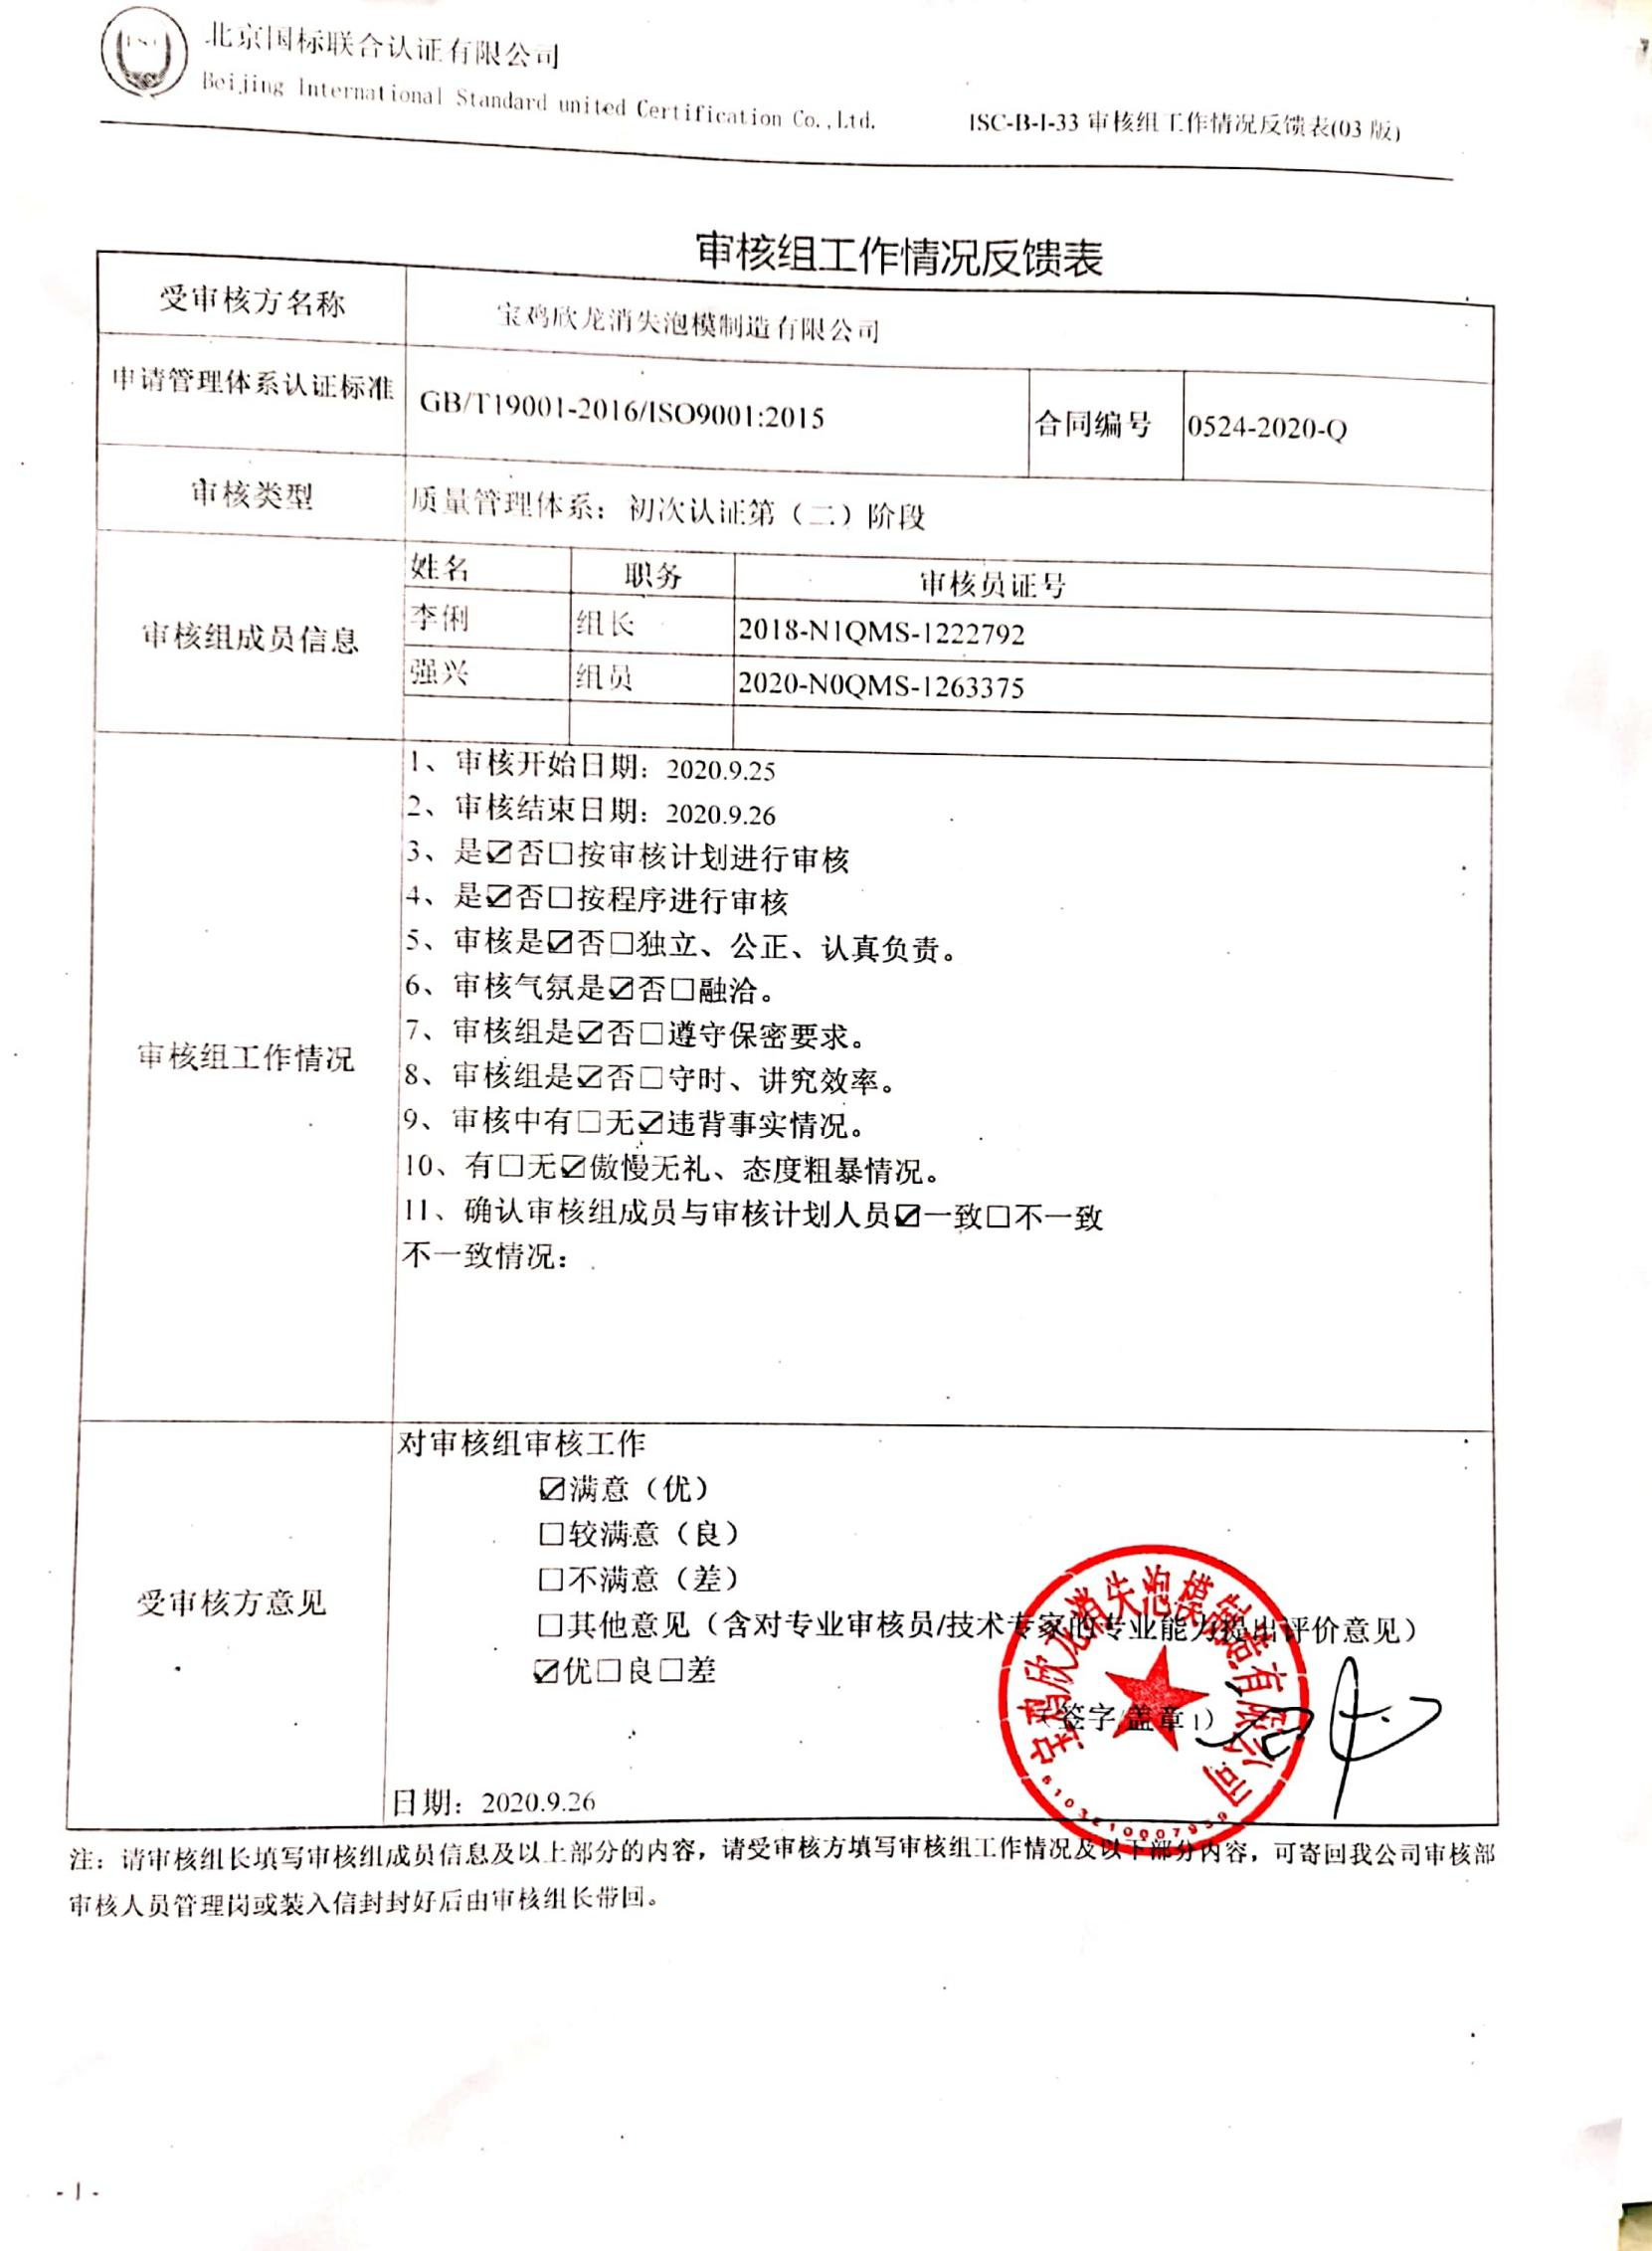 北京国标联合认证有限公司
Beijing International Standard united Certification Co.,Ltd.
ISC-B-I-33 审核组工作情况反馈表(03 版)
审核组工作情况反馈表
受审核方名称 宝鸡欣龙消失泡模制造有限公司
申请管理体系认证标准 GB/T19001-2016/ISO9001:2015 合同编号 0524-2020-Q
审核类型 质量管理体系：初次认证第（二）阶段
审核组成员信息
姓名 职务 审核员证号
李俐 组长 2018-N1QMS-1222792
强兴 组员 2020-N0QMS-1263375
审核组工作情况
1、审核开始日期：2020.9.25
2、审核结束日期：2020.9.26
3、是☑否□按审核计划进行审核
4、是☑否□按程序进行审核
5、审核是☑否□独立、公正、认真负责。
6、审核气氛是☑否□融洽。
7、审核组是☑否□遵守保密要求。
8、审核组是☑否□守时、讲究效率。
9、审核中有□无☑违背事实情况。
10、有□无☑傲慢无礼、态度粗暴情况。
11、确认审核组成员与审核计划人员☑一致□不一致
不一致情况：
受审核方意见
对审核组审核工作
☑满意（优）
□较满意（良）
□不满意（差）
□其他意见（含对专业审核员/技术专家的专业能力提出评价意见）
☑优□良□差
（签字/盖章）
宝鸡欣龙消失泡模制造有限公司
日期：2020.9.26
注：请审核组长填写审核组成员信息及以上部分的内容，请受审核方填写审核组工作情况及以下部分内容，可寄回我公司审核部
审核人员管理岗或装入信封封好后由审核组长带回。
- 1 -